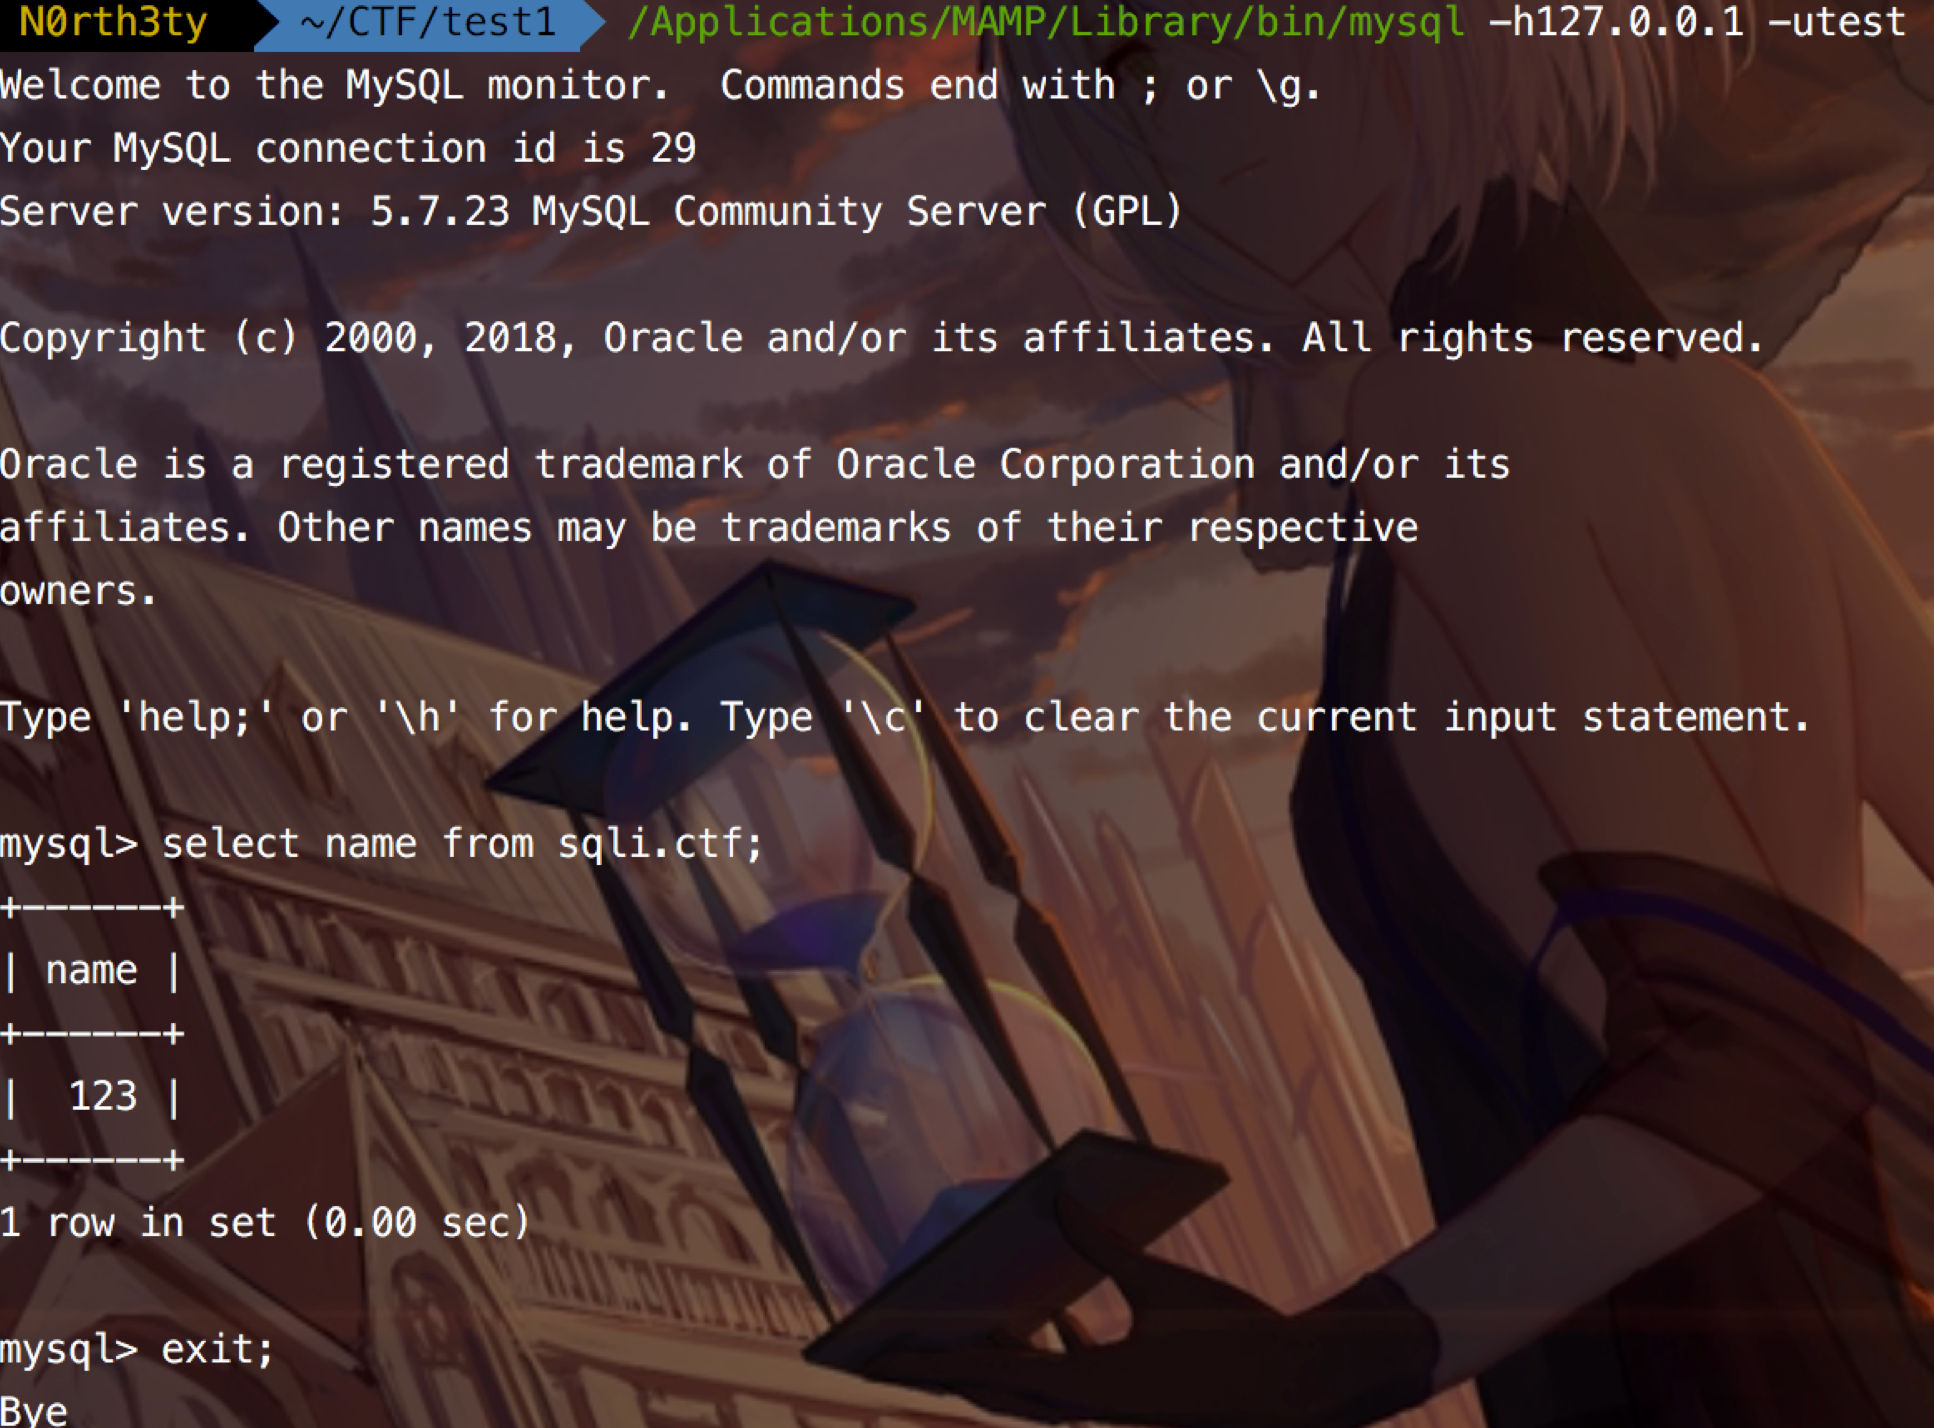 N0rth3ty ~/CTF/test1 /Applications/MAMP/Library/bin/mysql -h127.0.0.1 -utest
Welcome to the MySQL monitor.  Commands end with ; or \g.
Your MySQL connection id is 29
Server version: 5.7.23 MySQL Community Server (GPL)
Copyright (c) 2000, 2018, Oracle and/or its affiliates. All rights reserved.
Oracle is a registered trademark of Oracle Corporation and/or its
affiliates. Other names may be trademarks of their respective
owners.
Type 'help;' or '\h' for help. Type '\c' to clear the current input statement.
mysql> select name from sqli.ctf;
+------+
| name |
+------+
|  123 |
+------+
1 row in set (0.00 sec)
mysql> exit;
Bye